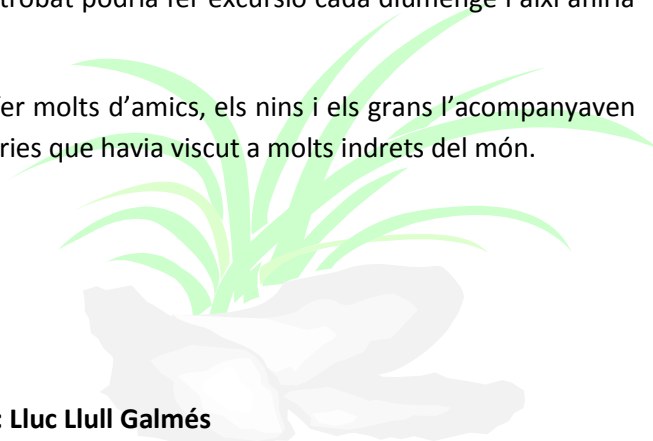 trobat podria fer excursió cada diumenge i així aniria
fer molts d’amics, els nins i els grans l’acompanyaven
ries que havia viscut a molts indrets del món.
: Lluc Llull Galmés